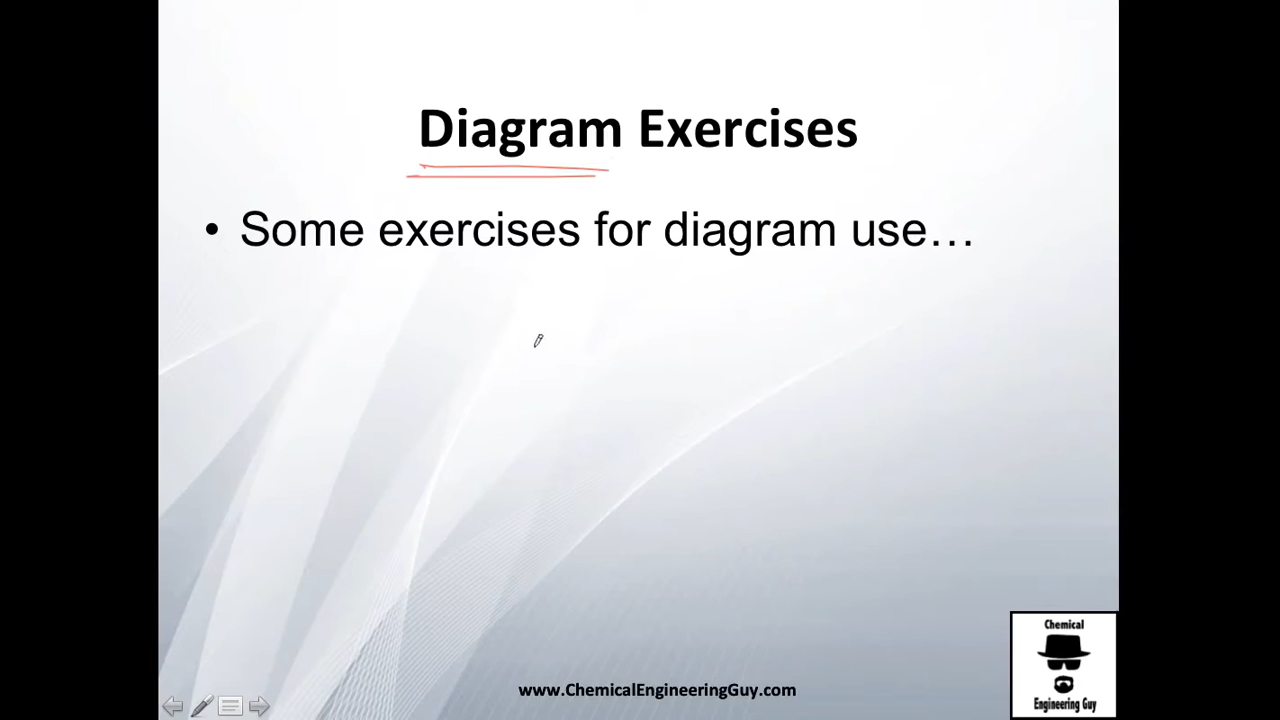 Diagram Exercises
• Some exercises for diagram use…
www.ChemicalEngineeringGuy.com
Chemical
Engineering Guy